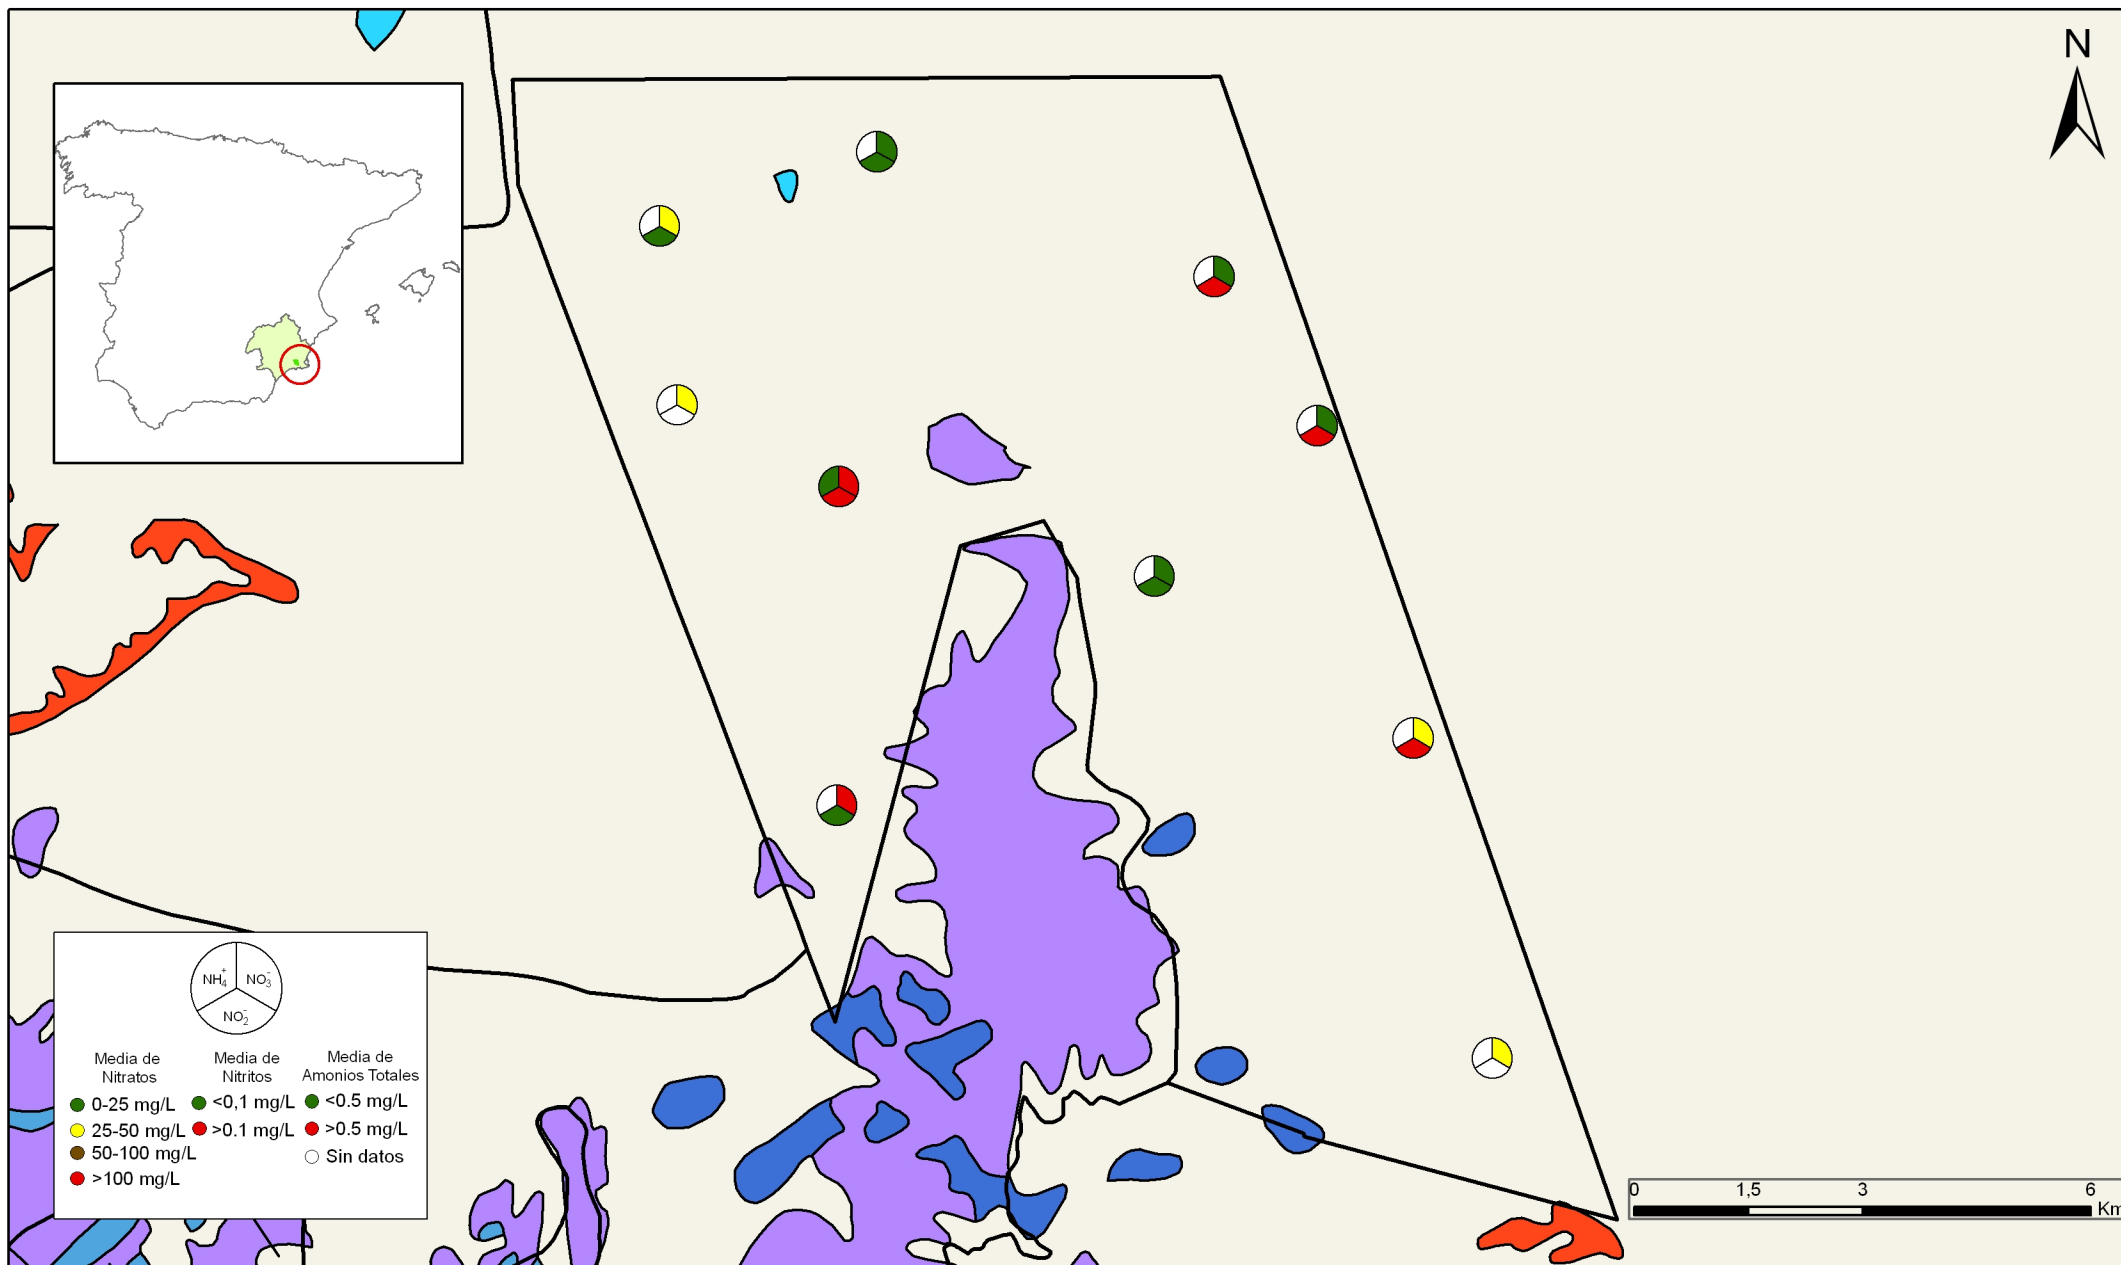 N
NH4+
NO3-
NO2-
Media de
Nitratos
0-25 mg/L
25-50 mg/L
50-100 mg/L
>100 mg/L
Media de
Nitritos
<0,1 mg/L
>0.1 mg/L
Media de
Amonios Totales
<0.5 mg/L
>0.5 mg/L
Sin datos
0 1,5 3 6
Km